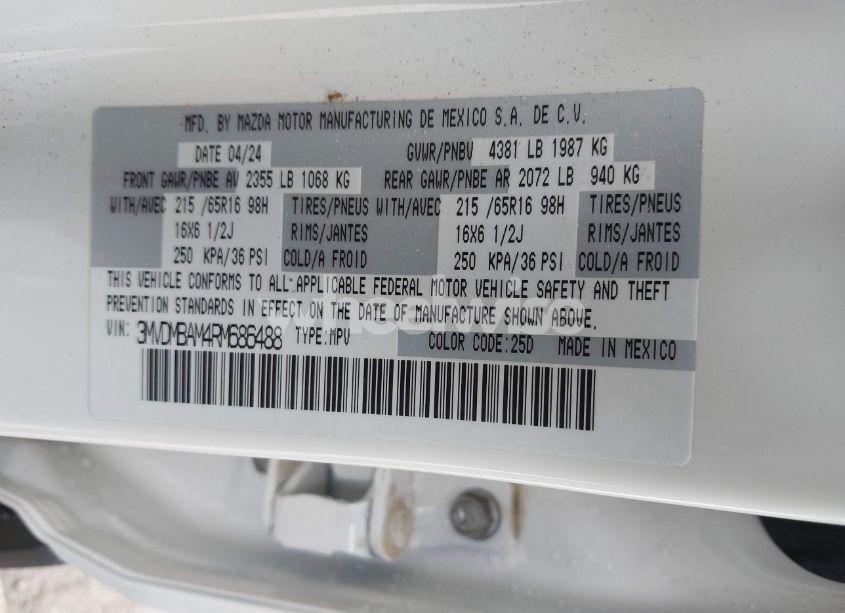 MFD. BY MAZDA MOTOR MANUFACTURING DE MEXICO S.A. DE C.V.
DATE 04/24 GVWR/PNBV 4381 LB 1987 KG
FRONT GAWR/PNBE AV 2355 LB 1068 KG REAR GAWR/PNBE AR 2072 LB 940 KG
WITH/AVEC 215 /65R16 98H TIRES/PNEUS WITH/AVEC 215 /65R16 98H TIRES/PNEUS
16X6 1/2J RIMS/JANTES 16X6 1/2J RIMS/JANTES
250 KPA/36 PSI COLD/A FROID 250 KPA/36 PSI COLD/A FROID
THIS VEHICLE CONFORMS TO ALL APPLICABLE FEDERAL MOTOR VEHICLE SAFETY AND THEFT
PREVENTION STANDARDS IN EFFECT ON THE DATE OF MANUFACTURE SHOWN ABOVE.
VIN: 3MVDMBAM4RM686488 TYPE:MPV COLOR CODE:25D MADE IN MEXICO